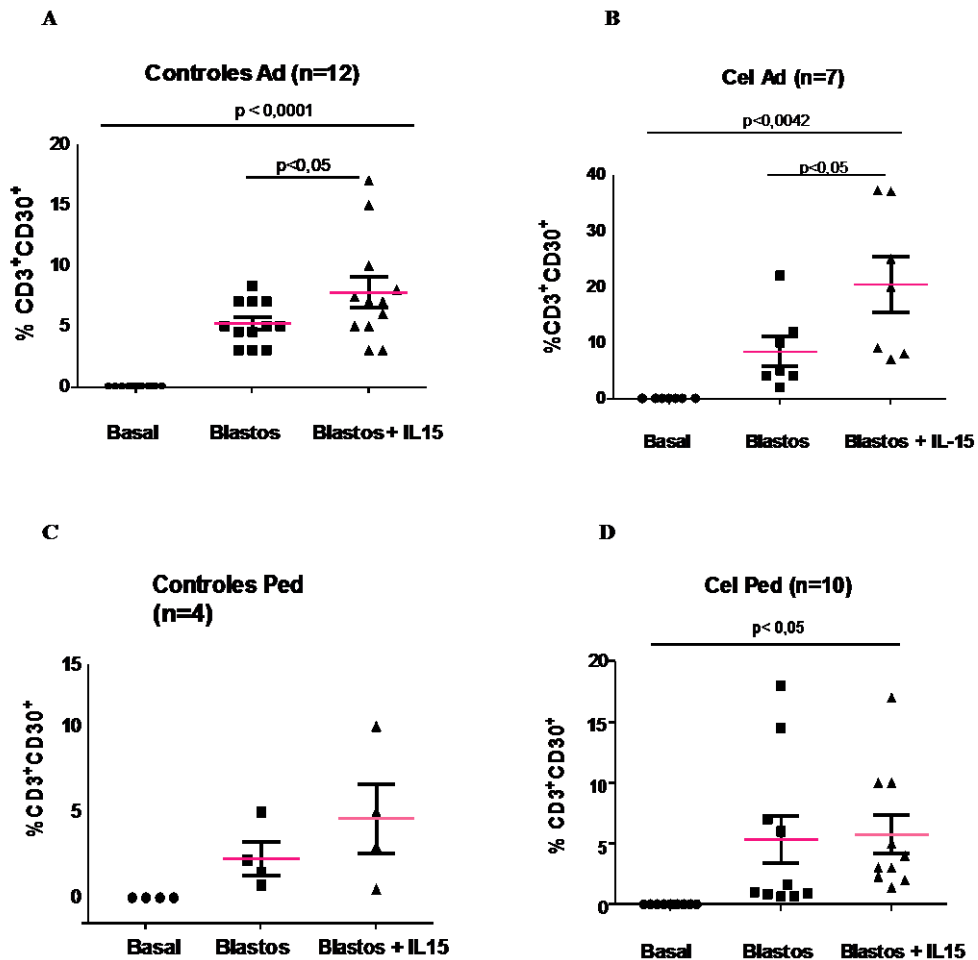 A
Controles Ad (n=12)
p < 0,0001
p<0,05
% CD3+CD30+
20
15
10
5
0
Basal
Blastos
Blastos + IL15
B
Cel Ad (n=7)
p<0,0042
p<0,05
%CD3+CD30+
40
30
20
10
0
Basal
Blastos
Blastos + IL-15
C
Controles Ped
(n=4)
%CD3+CD30+
15
10
5
0
Basal
Blastos
Blastos + IL15
D
Cel Ped (n=10)
p< 0,05
% CD3+CD30+
20
15
10
5
0
Basal
Blastos
Blastos + IL15